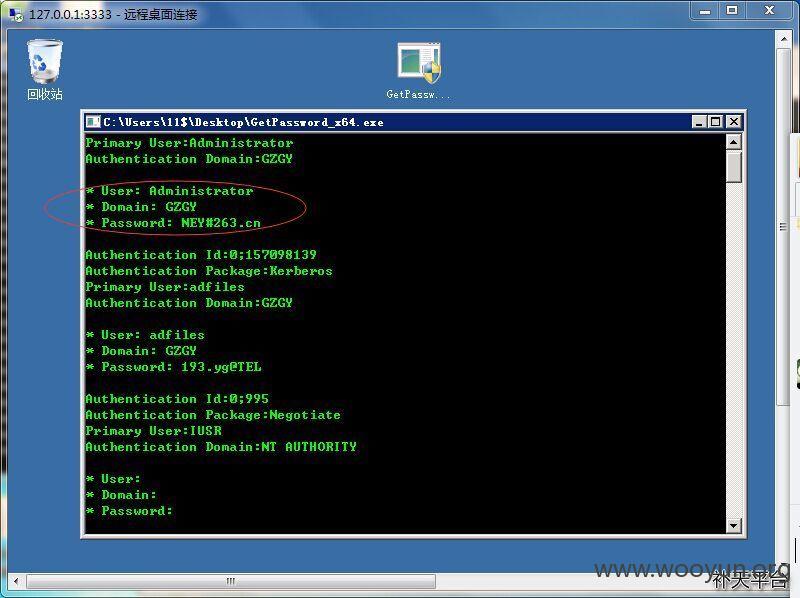 127.0.0.1:3333 - 远程桌面连接
回收站
GetPassw...
C:\Users\11$\Desktop\GetPassword_x64.exe
Primary User:Administrator
Authentication Domain:GZGY
* User: Administrator
* Domain: GZGY
* Password: NEY#263.cn
Authentication Id:0;157098139
Authentication Package:Kerberos
Primary User:adfiles
Authentication Domain:GZGY
* User: adfiles
* Domain: GZGY
* Password: 193.yg@TEL
Authentication Id:0;995
Authentication Package:Negotiate
Primary User:IUSR
Authentication Domain:NT AUTHORITY
* User:
* Domain:
* Password:
www.wooyun.org
补天平台